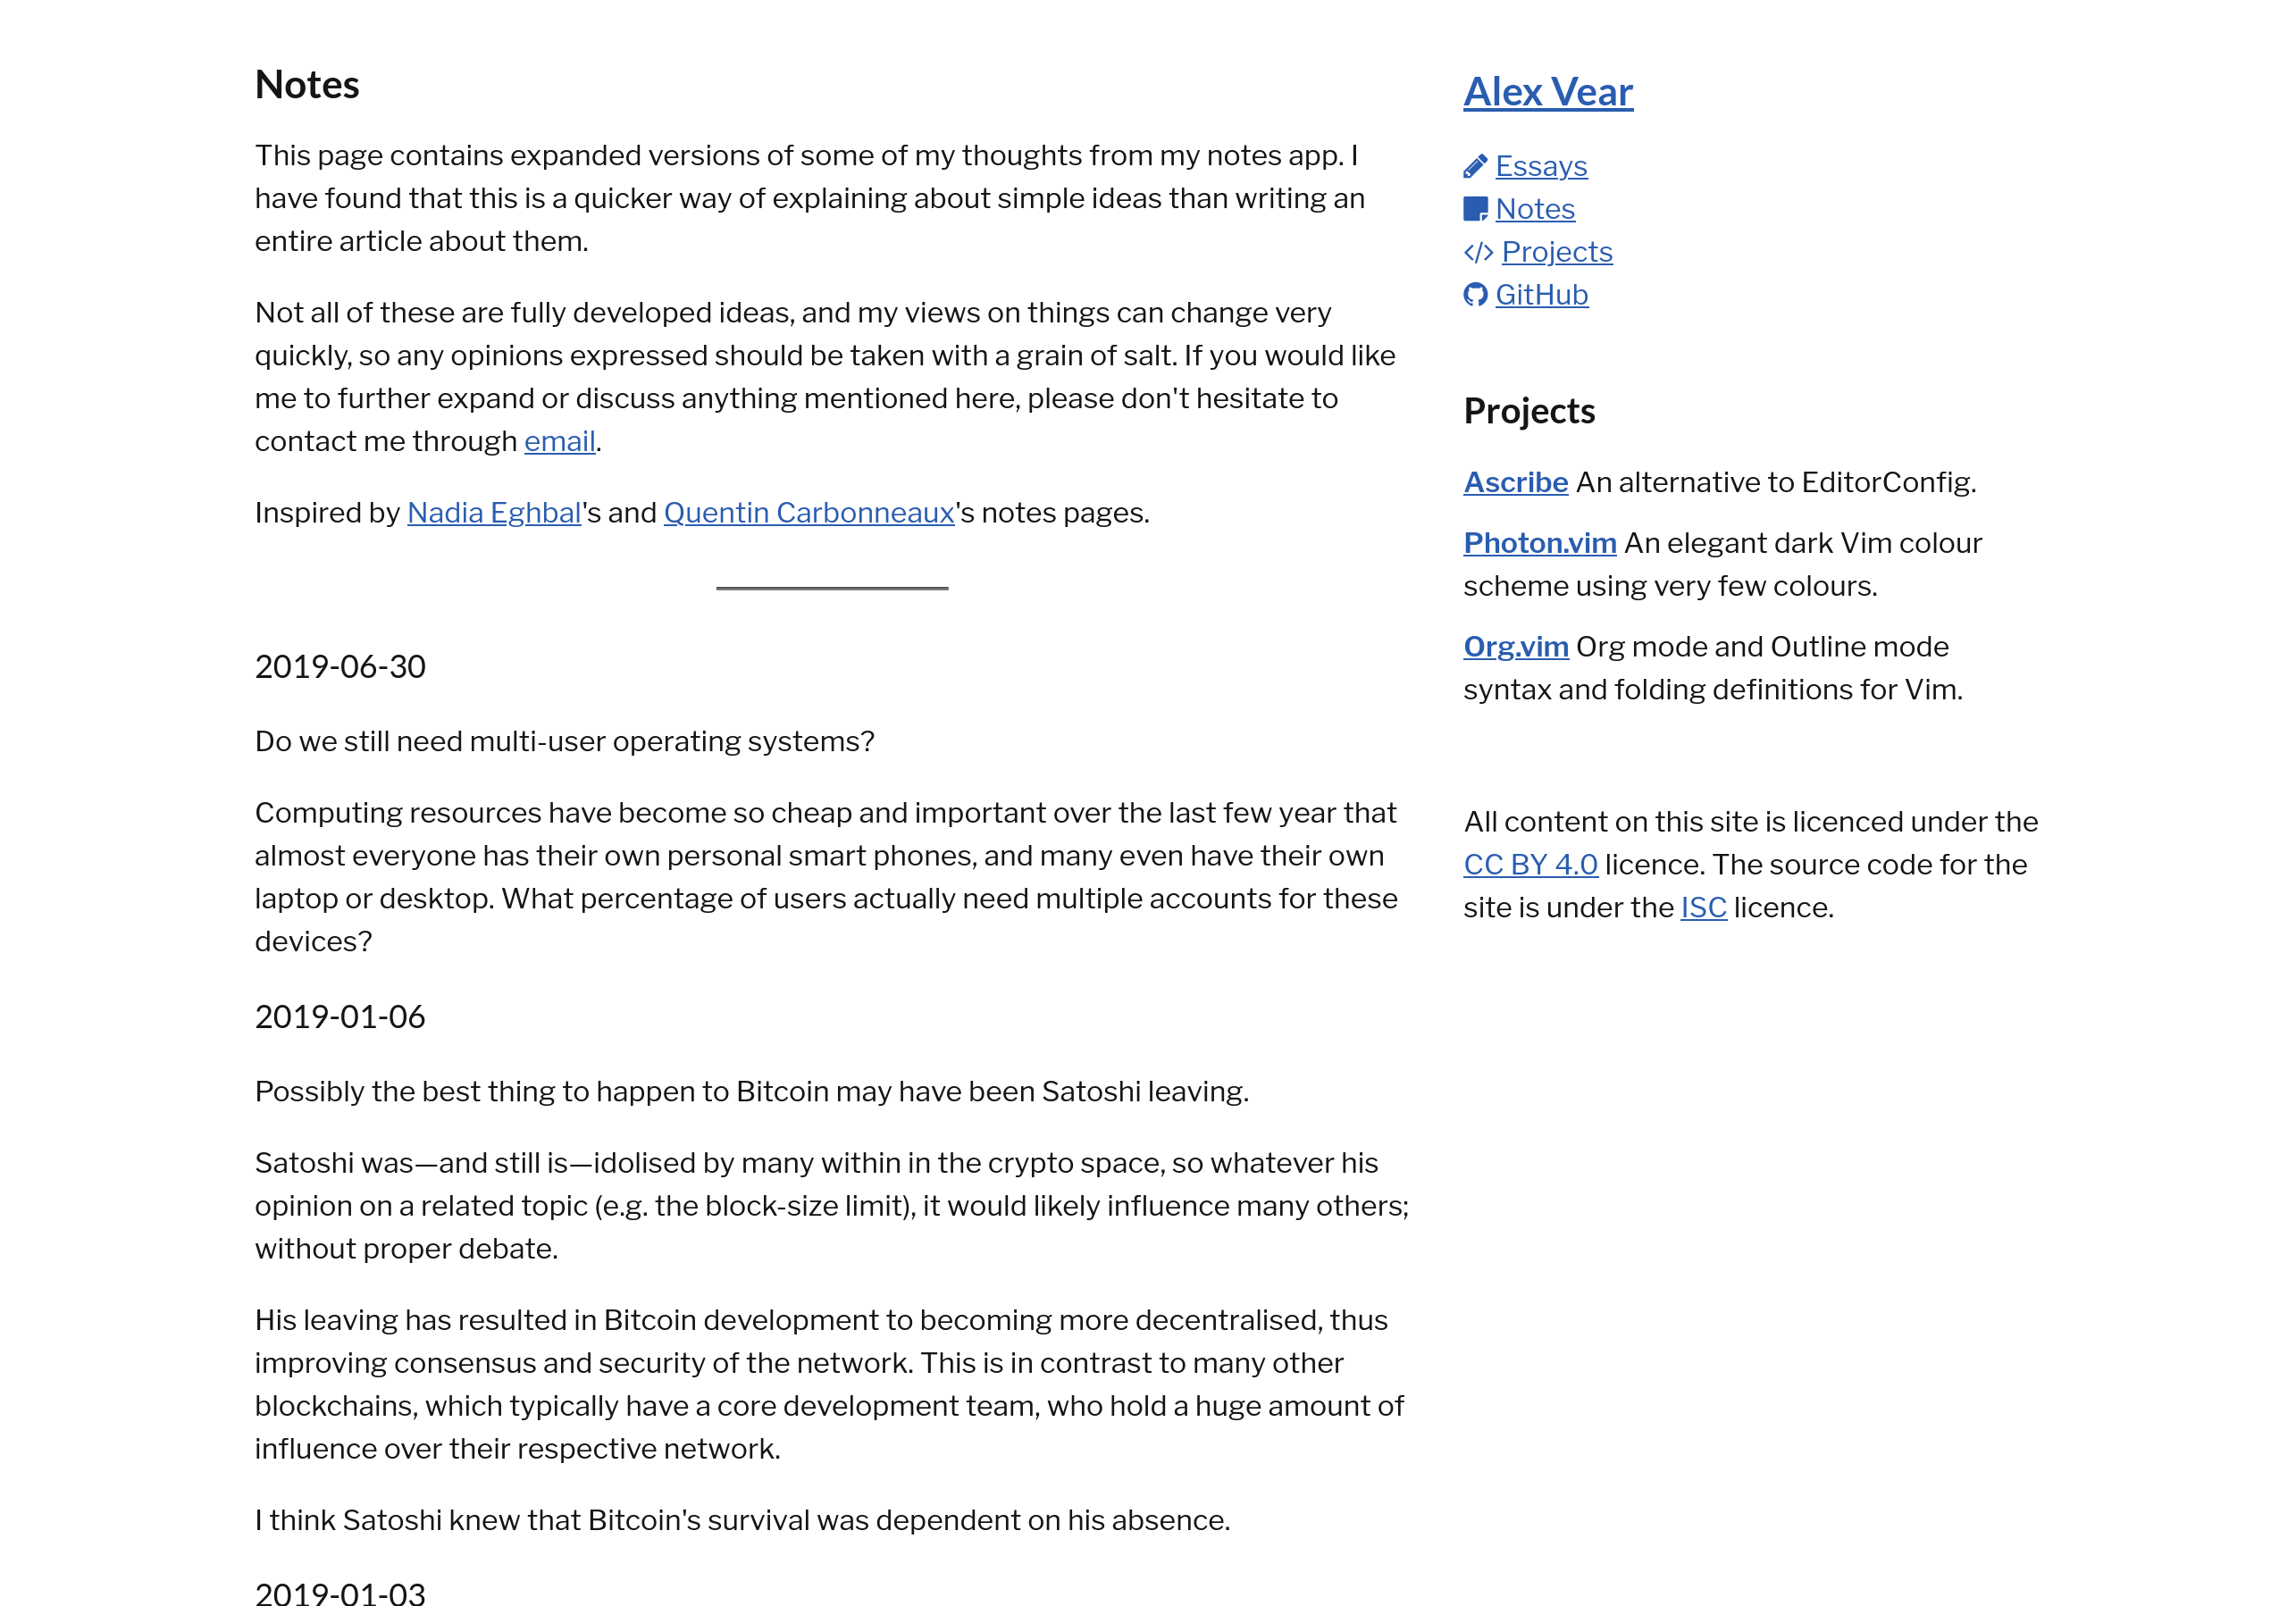 Notes
This page contains expanded versions of some of my thoughts from my notes app. I
have found that this is a quicker way of explaining about simple ideas than writing an
entire article about them.
Not all of these are fully developed ideas, and my views on things can change very
quickly, so any opinions expressed should be taken with a grain of salt. If you would like
me to further expand or discuss anything mentioned here, please don't hesitate to
contact me through email.
Inspired by Nadia Eghbal's and Quentin Carbonneaux's notes pages.
2019-06-30
Do we still need multi-user operating systems?
Computing resources have become so cheap and important over the last few year that
almost everyone has their own personal smart phones, and many even have their own
laptop or desktop. What percentage of users actually need multiple accounts for these
devices?
2019-01-06
Possibly the best thing to happen to Bitcoin may have been Satoshi leaving.
Satoshi was—and still is—idolised by many within in the crypto space, so whatever his
opinion on a related topic (e.g. the block-size limit), it would likely influence many others;
without proper debate.
His leaving has resulted in Bitcoin development to becoming more decentralised, thus
improving consensus and security of the network. This is in contrast to many other
blockchains, which typically have a core development team, who hold a huge amount of
influence over their respective network.
I think Satoshi knew that Bitcoin's survival was dependent on his absence.
2019-01-03
Alex Vear
Essays
Notes
Projects
GitHub
Projects
Ascribe An alternative to EditorConfig.
Photon.vim An elegant dark Vim colour
scheme using very few colours.
Org.vim Org mode and Outline mode
syntax and folding definitions for Vim.
All content on this site is licenced under the
CC BY 4.0 licence. The source code for the
site is under the ISC licence.